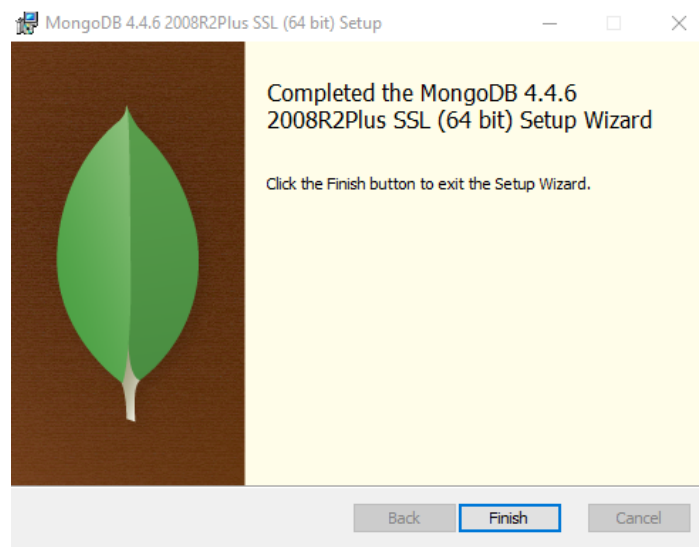 MongoDB 4.4.6 2008R2Plus SSL (64 bit) Setup
Completed the MongoDB 4.4.6
2008R2Plus SSL (64 bit) Setup Wizard
Click the Finish button to exit the Setup Wizard.
Back
Finish
Cancel